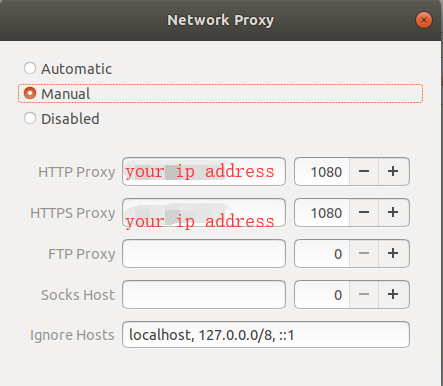 Network Proxy
Automatic
Manual
Disabled
HTTP Proxy your ip address 1080 − +
HTTPS Proxy your ip address 1080 − +
FTP Proxy 0 − +
Socks Host 0 − +
Ignore Hosts localhost, 127.0.0.0/8, ::1